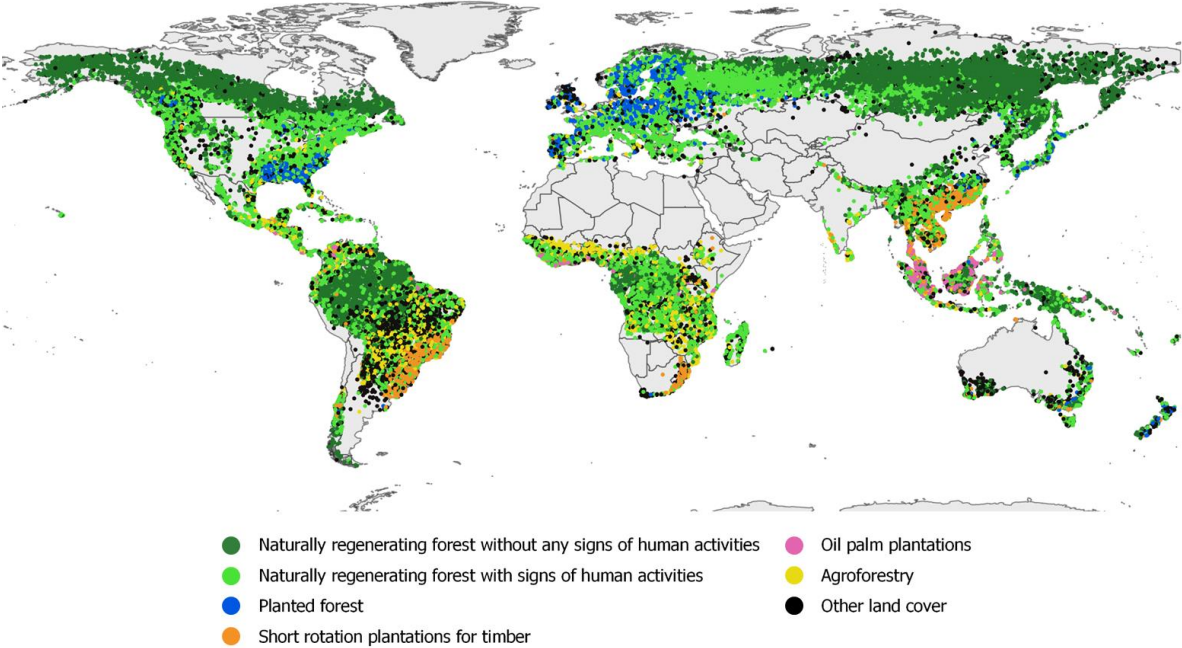 Naturally regenerating forest without any signs of human activities
Naturally regenerating forest with signs of human activities
Planted forest
Short rotation plantations for timber
Oil palm plantations
Agroforestry
Other land cover